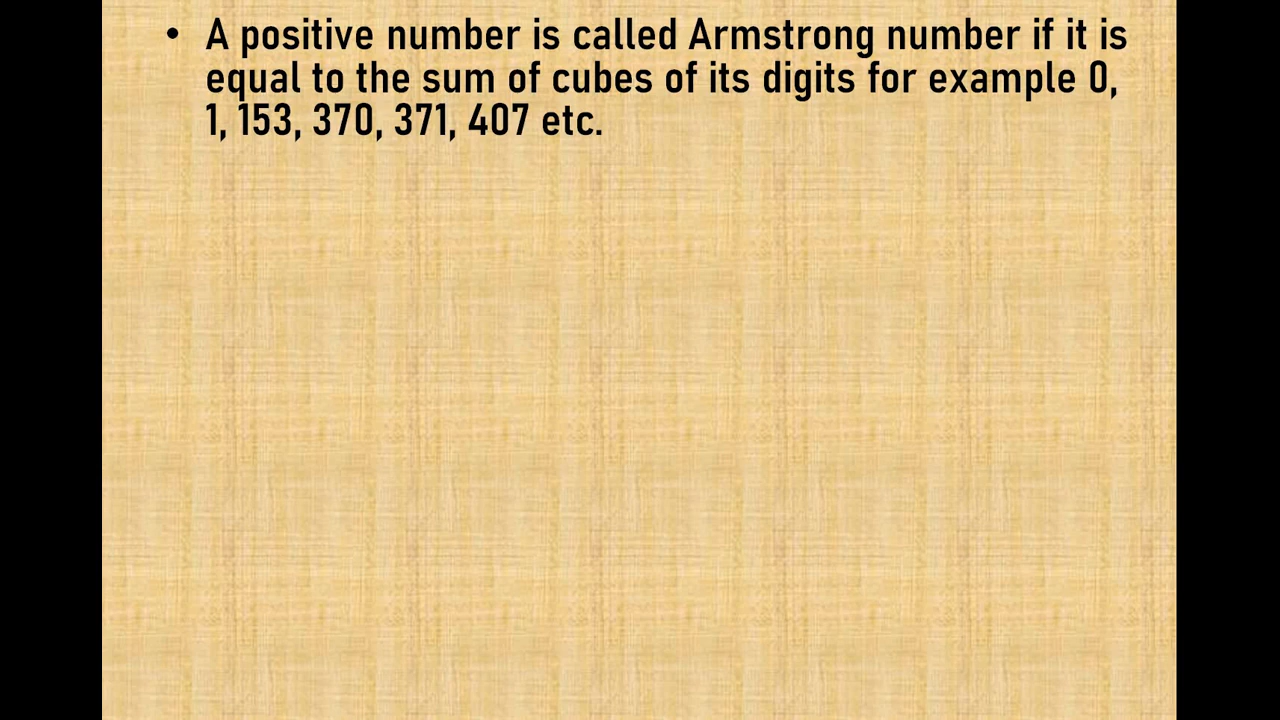 • A positive number is called Armstrong number if it is
equal to the sum of cubes of its digits for example 0,
1, 153, 370, 371, 407 etc.